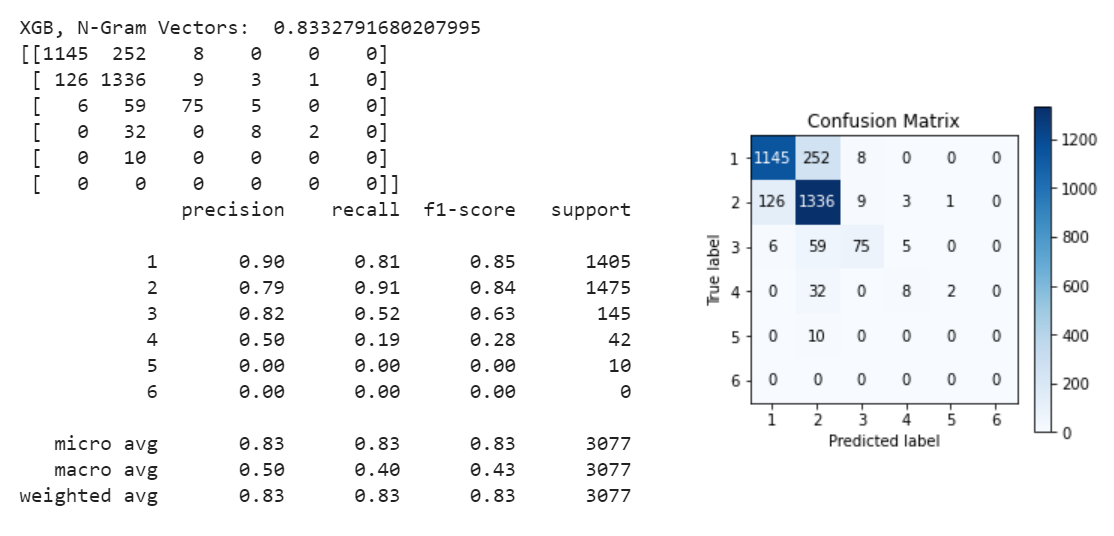 XGB, N-Gram Vectors:  0.8332791680207995
[[1145  252    8    0    0    0]
 [ 126 1336    9    3    1    0]
 [   6   59   75    5    0    0]
 [   0   32    0    8    2    0]
 [   0   10    0    0    0    0]
 [   0    0    0    0    0    0]]
              precision    recall  f1-score   support
           1       0.90      0.81      0.85      1405
           2       0.79      0.91      0.84      1475
           3       0.82      0.52      0.63       145
           4       0.50      0.19      0.28        42
           5       0.00      0.00      0.00        10
           6       0.00      0.00      0.00         0
   micro avg       0.83      0.83      0.83      3077
   macro avg       0.50      0.40      0.43      3077
weighted avg       0.83      0.83      0.83      3077
Confusion Matrix
1 1145 252 8 0 0 0
2 126 1336 9 3 1 0
3 6 59 75 5 0 0
4 0 32 0 8 2 0
5 0 10 0 0 0 0
6 0 0 0 0 0 0
1 2 3 4 5 6
Predicted label
True label
1200
1000
800
600
400
200
0